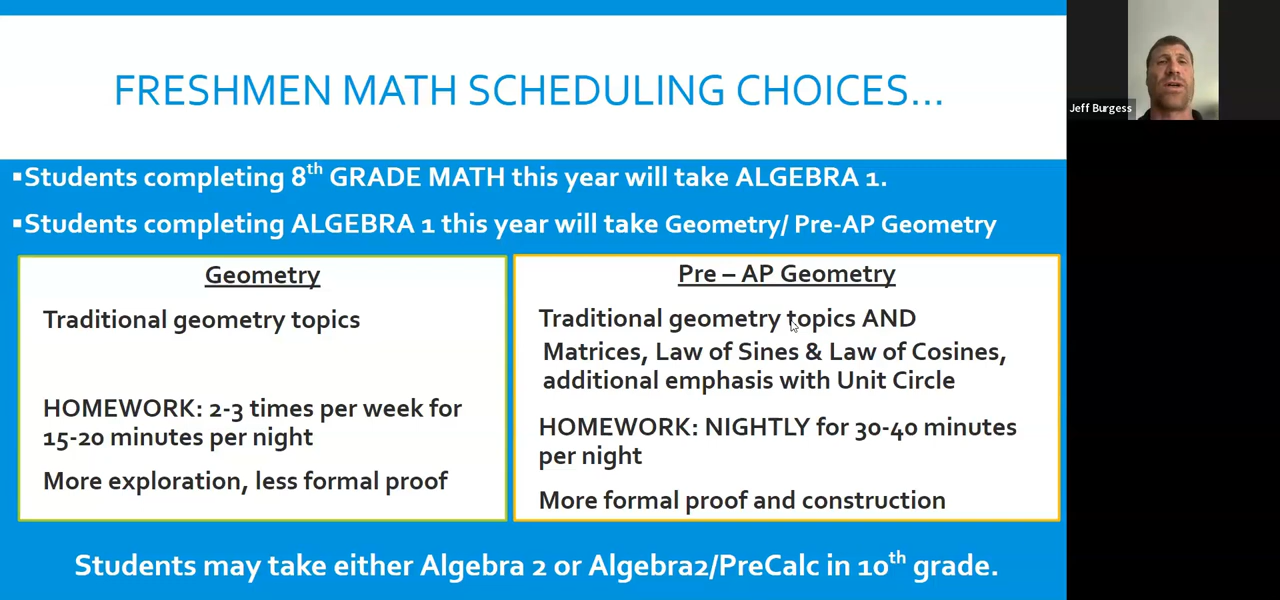 FRESHMEN MATH SCHEDULING CHOICES...
Jeff Burgess
▪Students completing 8th GRADE MATH this year will take ALGEBRA 1.
▪Students completing ALGEBRA 1 this year will take Geometry/ Pre-AP Geometry
Geometry
Traditional geometry topics
HOMEWORK: 2-3 times per week for
15-20 minutes per night
More exploration, less formal proof
Pre – AP Geometry
Traditional geometry topics AND
Matrices, Law of Sines & Law of Cosines,
additional emphasis with Unit Circle
HOMEWORK: NIGHTLY for 30-40 minutes
per night
More formal proof and construction
Students may take either Algebra 2 or Algebra2/PreCalc in 10th grade.